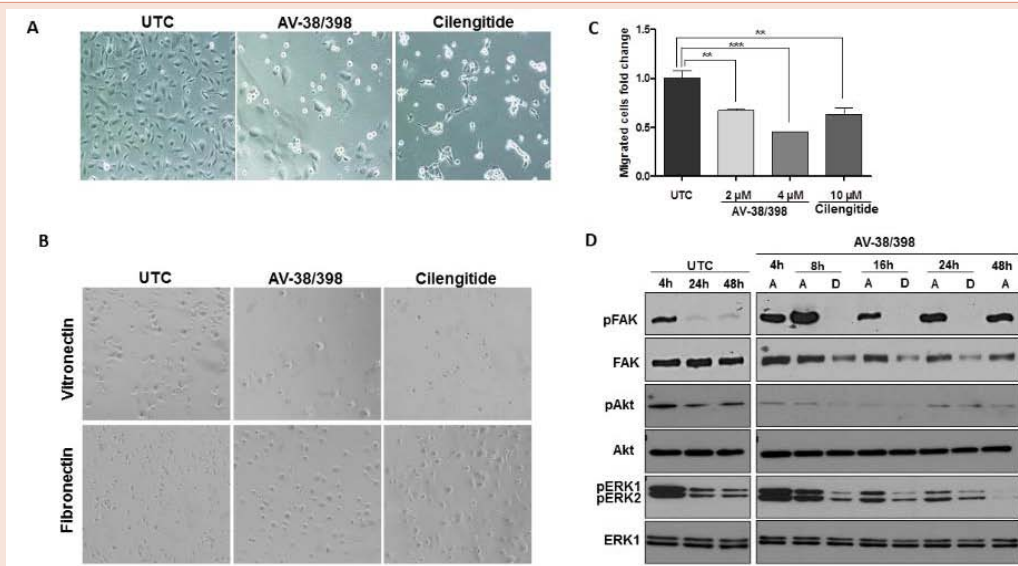 A
UTC
AV-38/398
Cilengitide
B
UTC
AV-38/398
Cilengitide
Vitronectin
Fibronectin
C
Migrated cells fold change
1.5
1.0
0.5
0.0
**
***
**
UTC
2 µM
4 µM
10 µM
AV-38/398
Cilengitide
D
AV-38/398
UTC
4h 8h 16h 24h 48h
4h 24h 48h
A A D A D A D A
pFAK
FAK
pAkt
Akt
pERK1
pERK2
ERK1